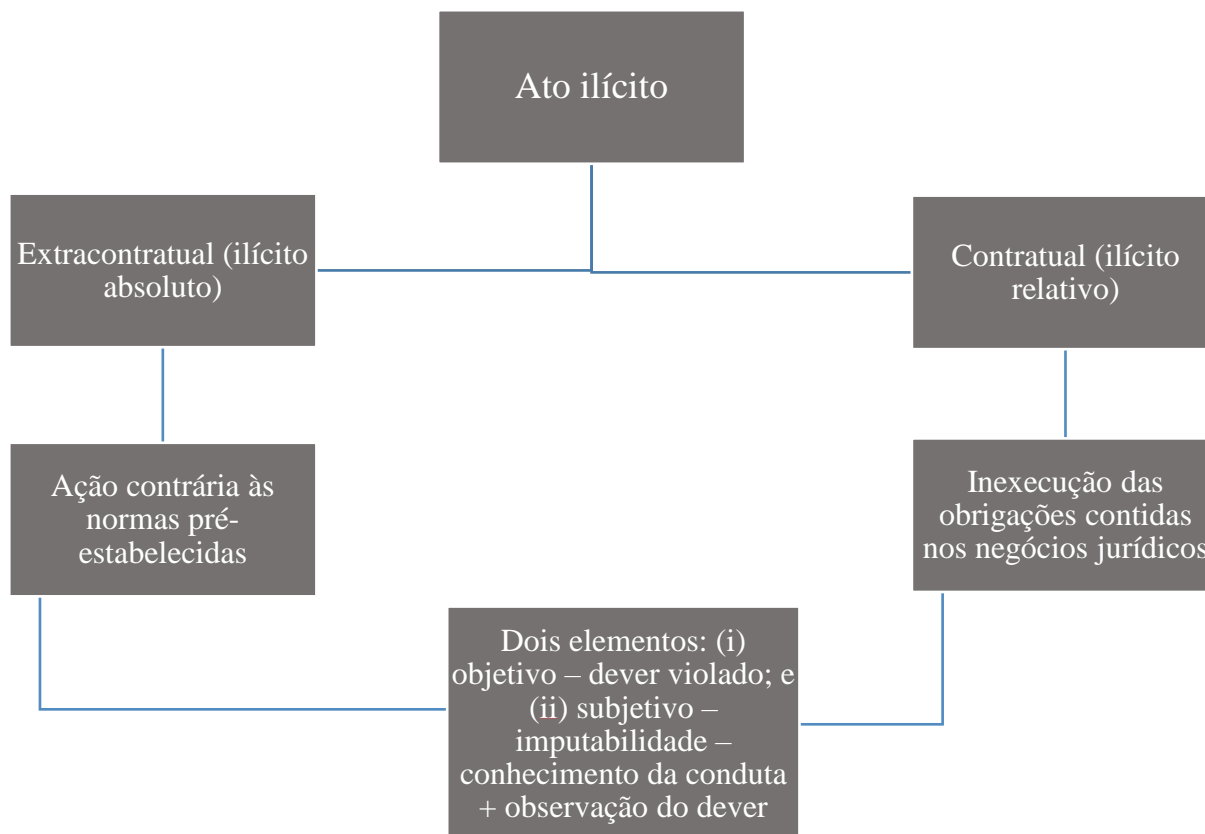 Ato ilícito
Extracontratual (ilícito
absoluto)
Contratual (ilícito
relativo)
Ação contrária às
normas pré-
estabelecidas
Inexecução das
obrigações contidas
nos negócios jurídicos
Dois elementos: (i)
objetivo – dever violado; e
(ii) subjetivo –
imputabilidade –
conhecimento da conduta
+ observação do dever